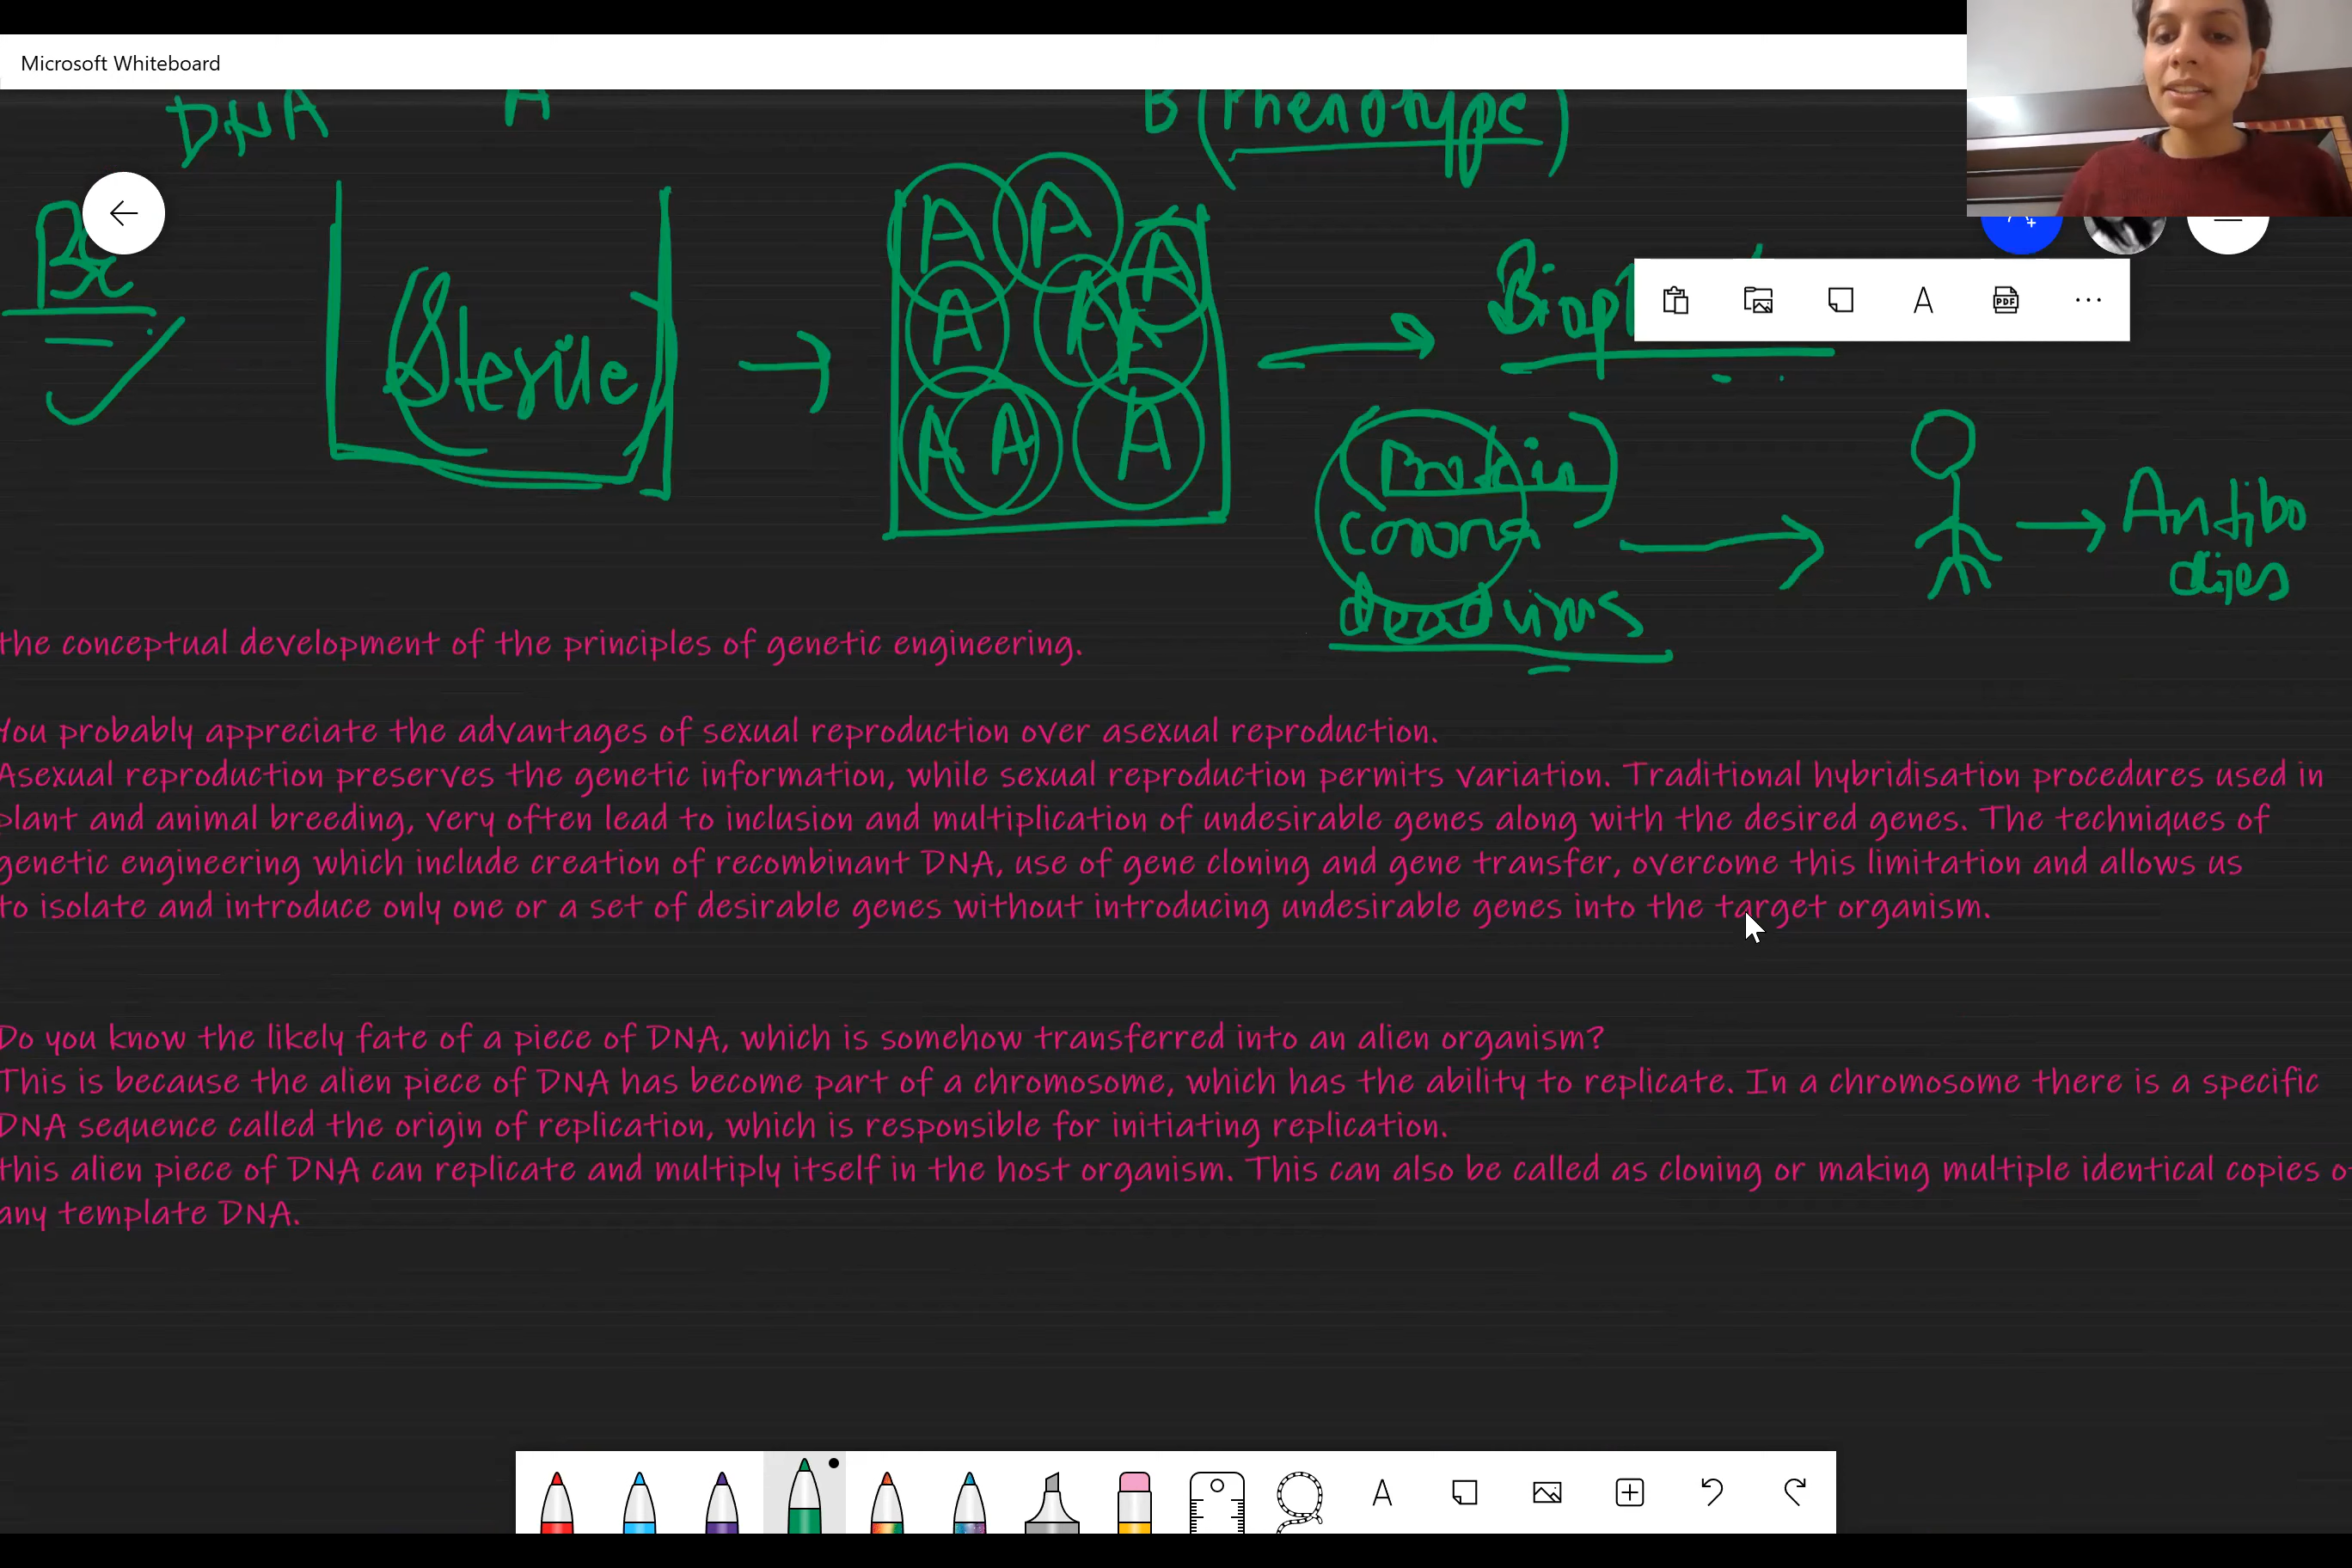 Microsoft Whiteboard
DNA A B (Phenotype)
Sterile
A A A
A A A
A A A
Protein
Corona
dead virus
Antibo
dies
the conceptual development of the principles of genetic engineering.
You probably appreciate the advantages of sexual reproduction over asexual reproduction.
Asexual reproduction preserves the genetic information, while sexual reproduction permits variation. Traditional hybridisation procedures used in
plant and animal breeding, very often lead to inclusion and multiplication of undesirable genes along with the desired genes. The techniques of
genetic engineering which include creation of recombinant DNA, use of gene cloning and gene transfer, overcome this limitation and allows us
to isolate and introduce only one or a set of desirable genes without introducing undesirable genes into the target organism.
Do you know the likely fate of a piece of DNA, which is somehow transferred into an alien organism?
This is because the alien piece of DNA has become part of a chromosome, which has the ability to replicate. In a chromosome there is a specific
DNA sequence called the origin of replication, which is responsible for initiating replication.
this alien piece of DNA can replicate and multiply itself in the host organism. This can also be called as cloning or making multiple identical copies o
any template DNA.